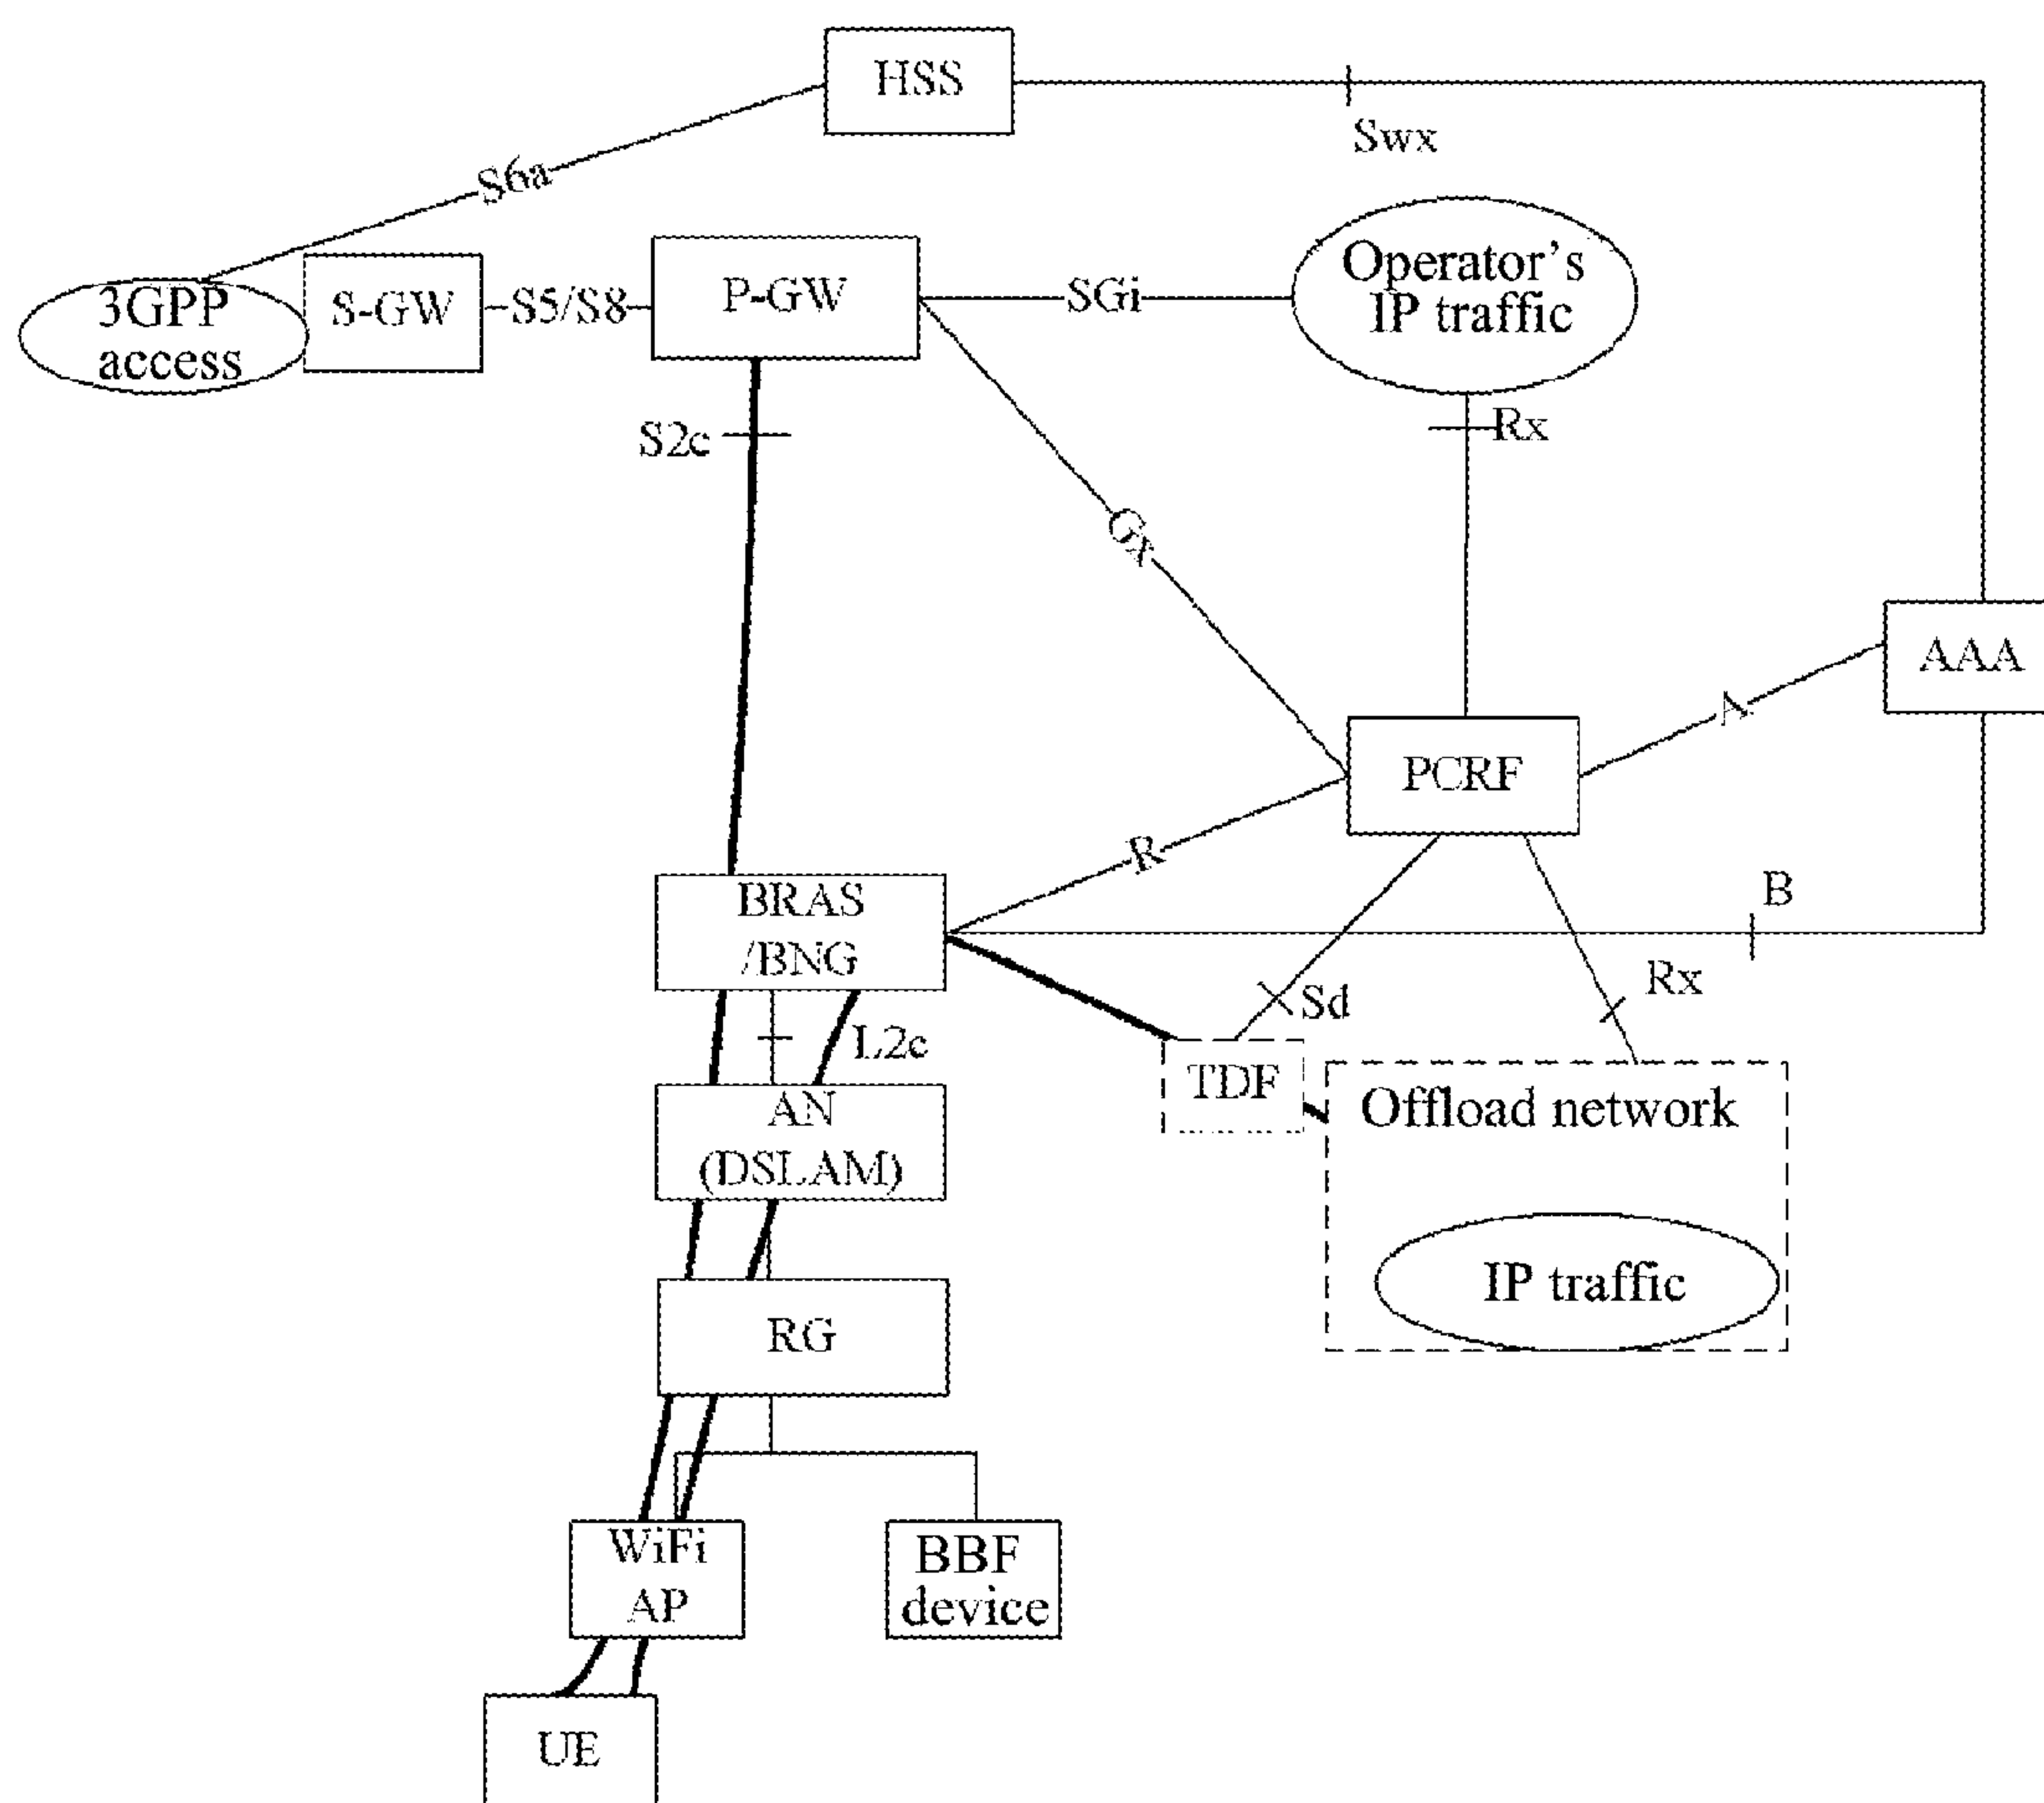 HSS
Swx
S6a
Operator's
IP traffic
3GPP
access
S-GW
S5/S8
P-GW
SGi
S2c
Rx
Gx
AAA
A
PCRF
R
B
BRAS
/BNG
Rx
Sd
L2c
TDF
AN
(DSLAM)
Offload network
IP traffic
RG
WiFi
AP
BBF
device
UE